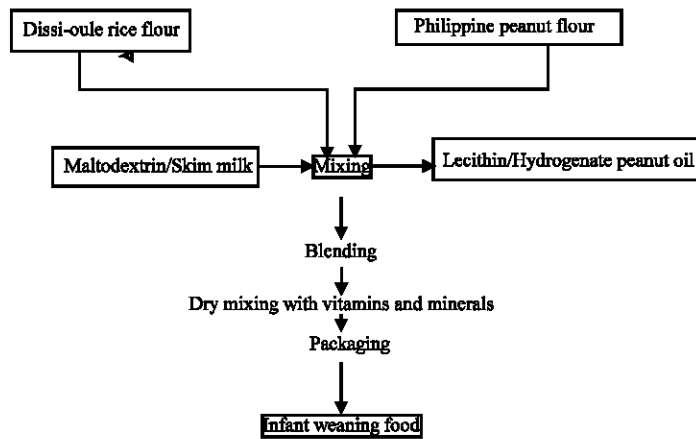 Dissi-oule rice flour
Philippine peanut flour
Maltodextrin/Skim milk
Mixing
Lecithin/Hydrogenate peanut oil
Blending
Dry mixing with vitamins and minerals
Packaging
Infant weaning food